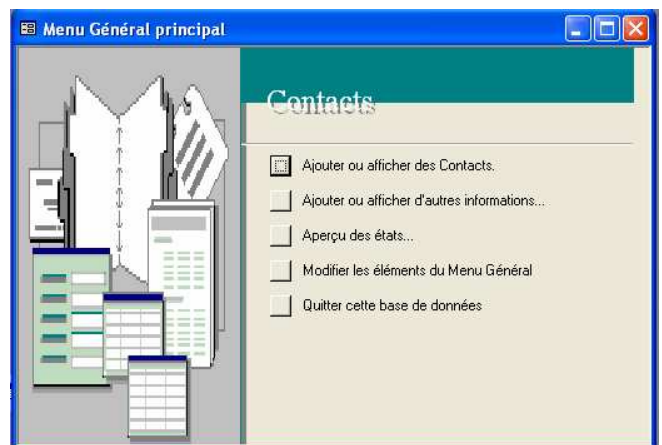 Menu Général principal
Contacts
Ajouter ou afficher des Contacts.
Ajouter ou afficher d'autres informations...
Aperçu des états...
Modifier les éléments du Menu Général
Quitter cette base de données